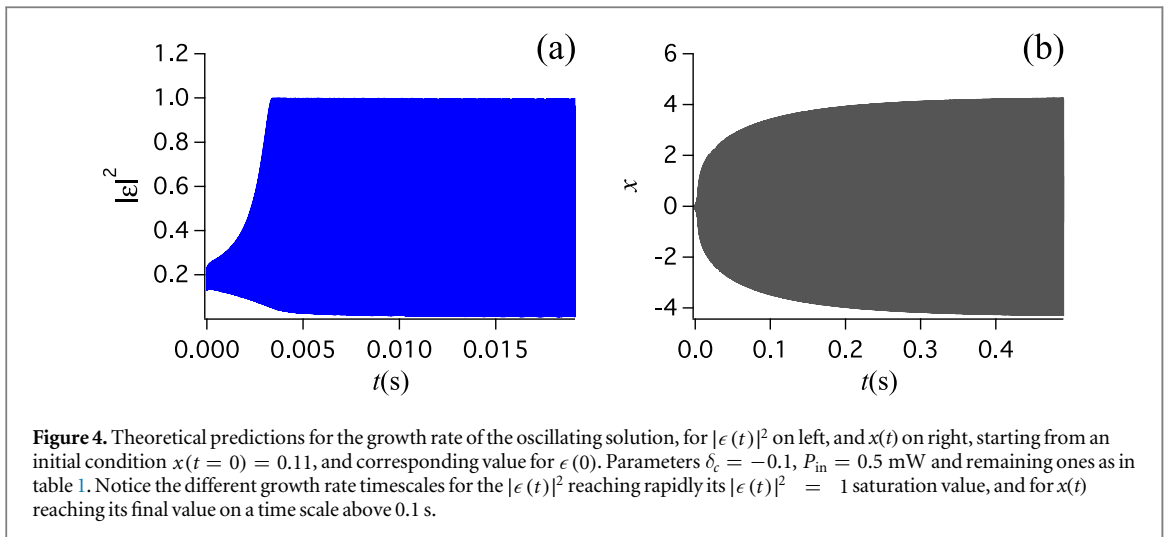 (a)
1.2
1.0
0.8
0.6
0.4
0.2
|ε|²
0.000 0.005 0.010 0.015
t(s)
(b)
6
4
2
0
-2
-4
x
0.0 0.1 0.2 0.3 0.4
t(s)
Figure 4. Theoretical predictions for the growth rate of the oscillating solution, for |ϵ(t)|² on left, and x(t) on right, starting from an
initial condition x(t = 0) = 0.11, and corresponding value for ϵ(0). Parameters δc = −0.1, Pin = 0.5 mW and remaining ones as in
table 1. Notice the different growth rate timescales for the |ϵ(t)|² reaching rapidly its |ϵ(t)|² = 1 saturation value, and for x(t)
reaching its final value on a time scale above 0.1 s.